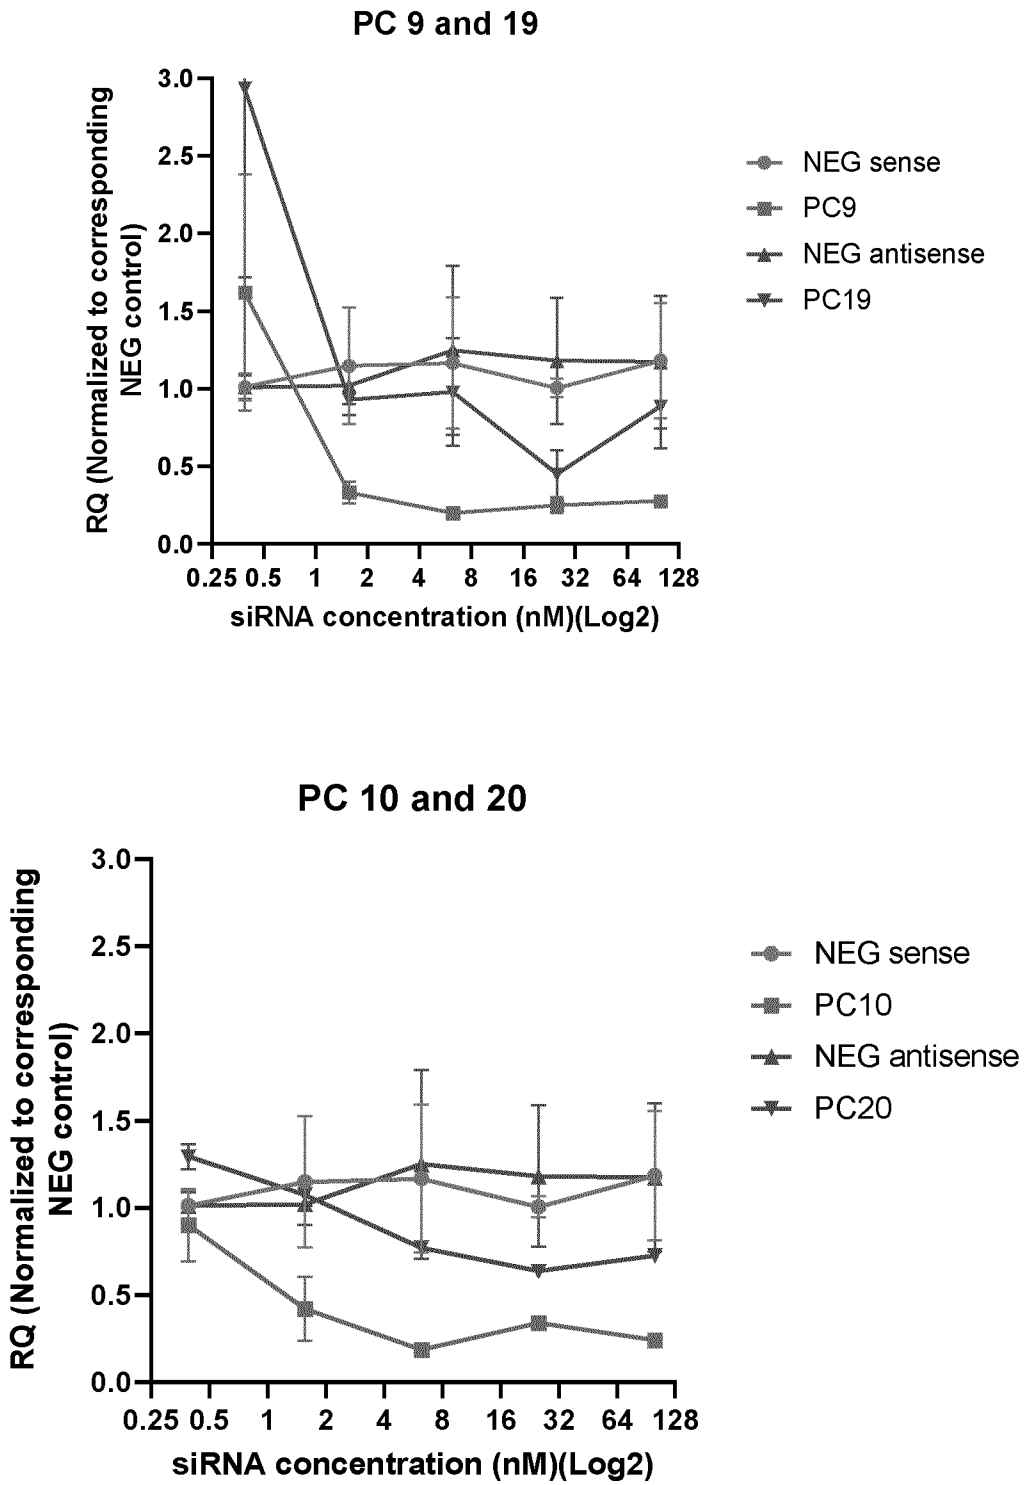 PC 9 and 19
RQ (Normalized to corresponding
NEG control)
3.0
2.5
2.0
1.5
1.0
0.5
0.0
0.25 0.5 1 2 4 8 16 32 64 128
siRNA concentration (nM)(Log2)
NEG sense
PC9
NEG antisense
PC19
PC 10 and 20
RQ (Normalized to corresponding
NEG control)
3.0
2.5
2.0
1.5
1.0
0.5
0.0
0.25 0.5 1 2 4 8 16 32 64 128
siRNA concentration (nM)(Log2)
NEG sense
PC10
NEG antisense
PC20